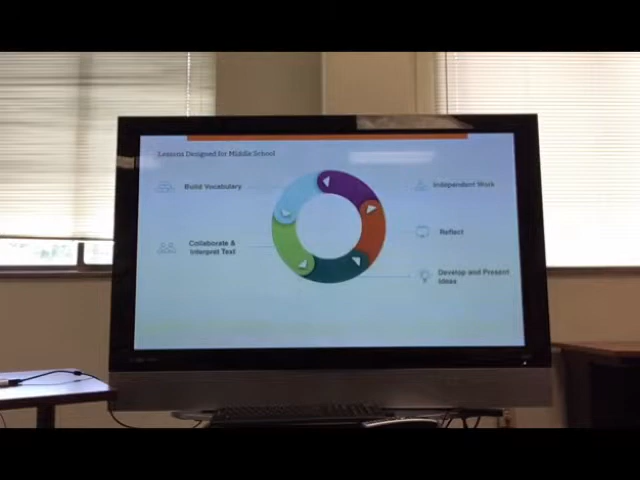 Lessons Designed for Middle School
Build Vocabulary
Independent Work
Collaborate &
Interpret Text
Reflect
Develop and Present
Ideas